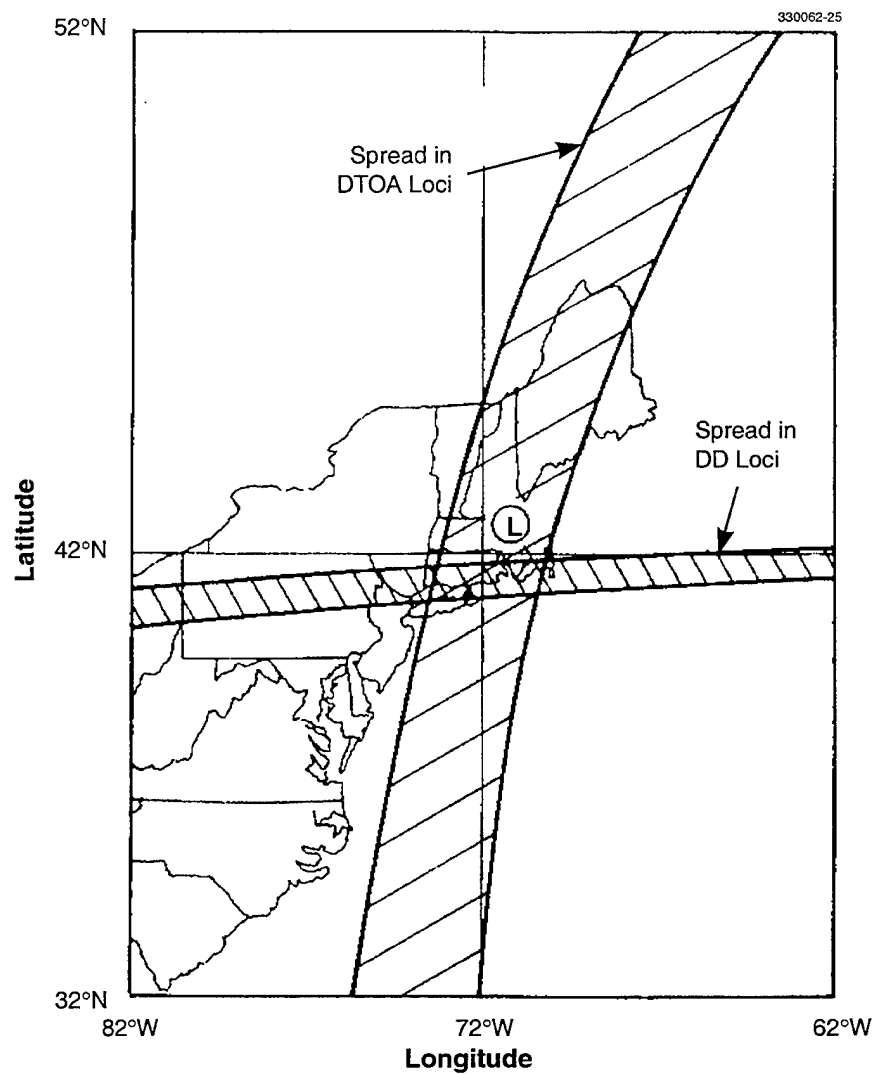 330062-25
52°N
Spread in
DTOA Loci
Spread in
DD Loci
L
Latitude
42°N
32°N
82°W
72°W
62°W
Longitude